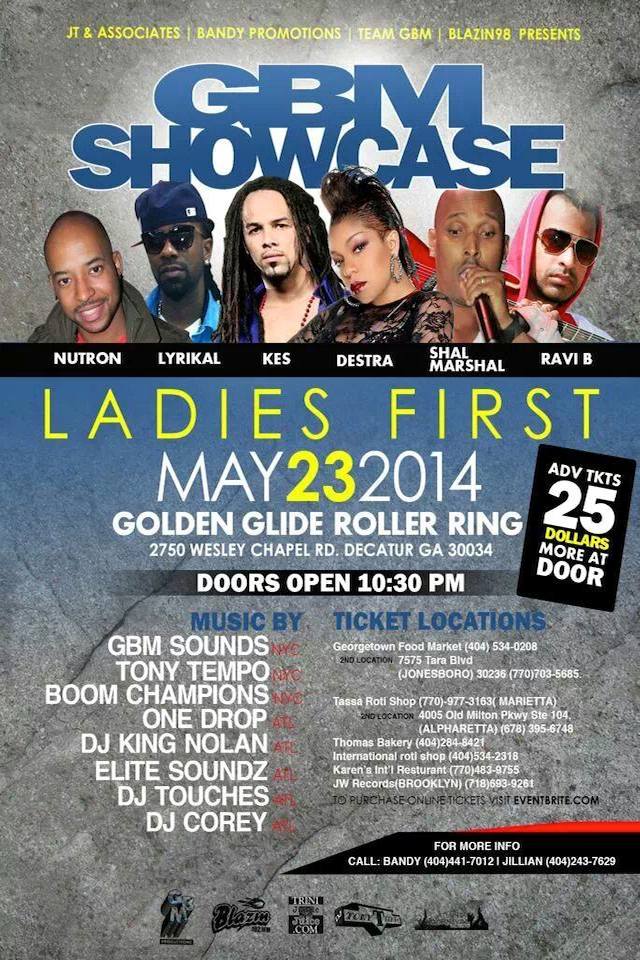 JT & ASSOCIATES | BANDY PROMOTIONS | TEAM GBM | BLAZIN98 PRESENTS
GBM
SHOWCASE
NUTRON LYRIKAL KES DESTRA SHAL MARSHAL RAVI B
LADIES FIRST
MAY232014
GOLDEN GLIDE ROLLER RING
2750 WESLEY CHAPEL RD. DECATUR GA 30034
ADV TKTS
25
DOLLARS
MORE AT
DOOR
DOORS OPEN 10:30 PM
MUSIC BY
GBM SOUNDS NYC
TONY TEMPO NYC
BOOM CHAMPIONS NYC
ONE DROP ATL
DJ KING NOLAN ATL
ELITE SOUNDZ ATL
DJ TOUCHES ATL
DJ COREY ATL
TICKET LOCATIONS
Georgetown Food Market (404) 534-0208
2ND LOCATION 7575 Tara Blvd
(JONESBORO) 30236 (770)703-5685
Tassa Roti Shop (770)-977-3163( MARIETTA)
2ND LOCATION 4005 Old Milton Pkwy Ste 104,
(ALPHARETTA) (678) 395-6748
Thomas Bakery (404)284-8421
International roti shop (404)534-2318
Karen's Int'l Resturant (770)483-9755
JW Records(BROOKLYN) (718)693-9261
TO PURCHASE ONLINE TICKETS VISIT EVENTBRITE.COM
FOR MORE INFO
CALL: BANDY (404)441-7012 | JILLIAN (404)243-7629
GBM
PRODUCTIONS
Blazin
TRINI
Juice
.COM